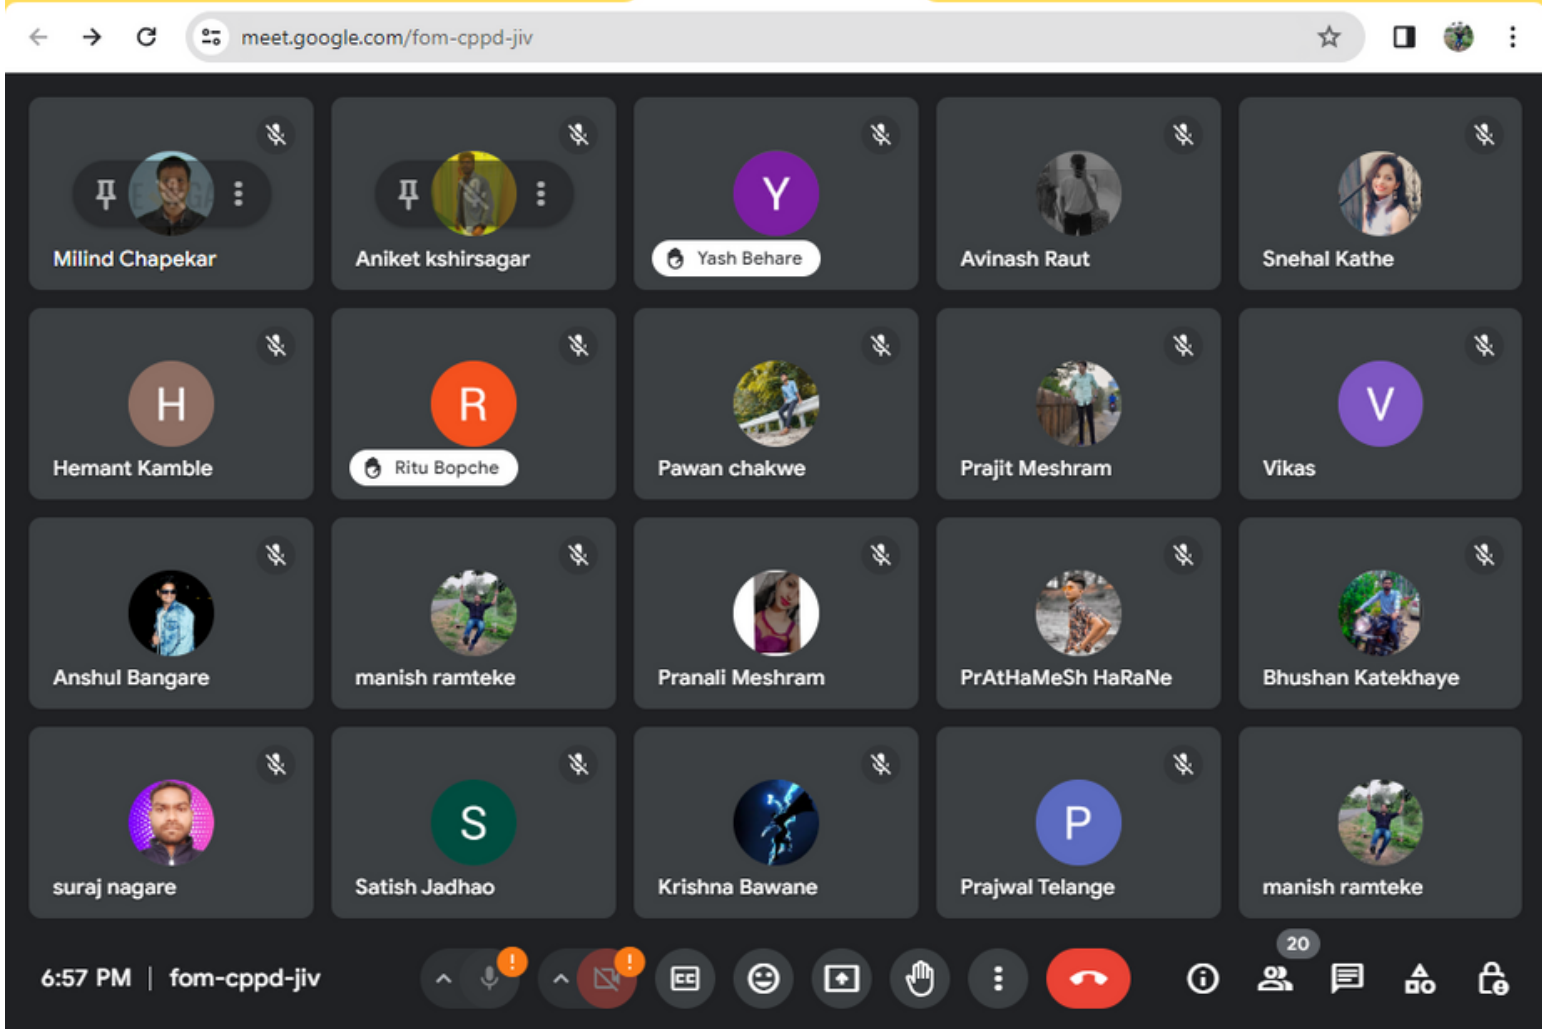 meet.google.com/fom-cppd-jiv
Milind Chapekar
Aniket kshirsagar
Y
Yash Behare
Avinash Raut
Snehal Kathe
H
Hemant Kamble
R
Ritu Bopche
Pawan chakwe
Prajit Meshram
V
Vikas
Anshul Bangare
manish ramteke
Pranali Meshram
PrAtHaMeSh HaRaNe
Bhushan Katekhaye
suraj nagare
S
Satish Jadhao
Krishna Bawane
P
Prajwal Telange
manish ramteke
6:57 PM | fom-cppd-jiv
!
!
CC
20